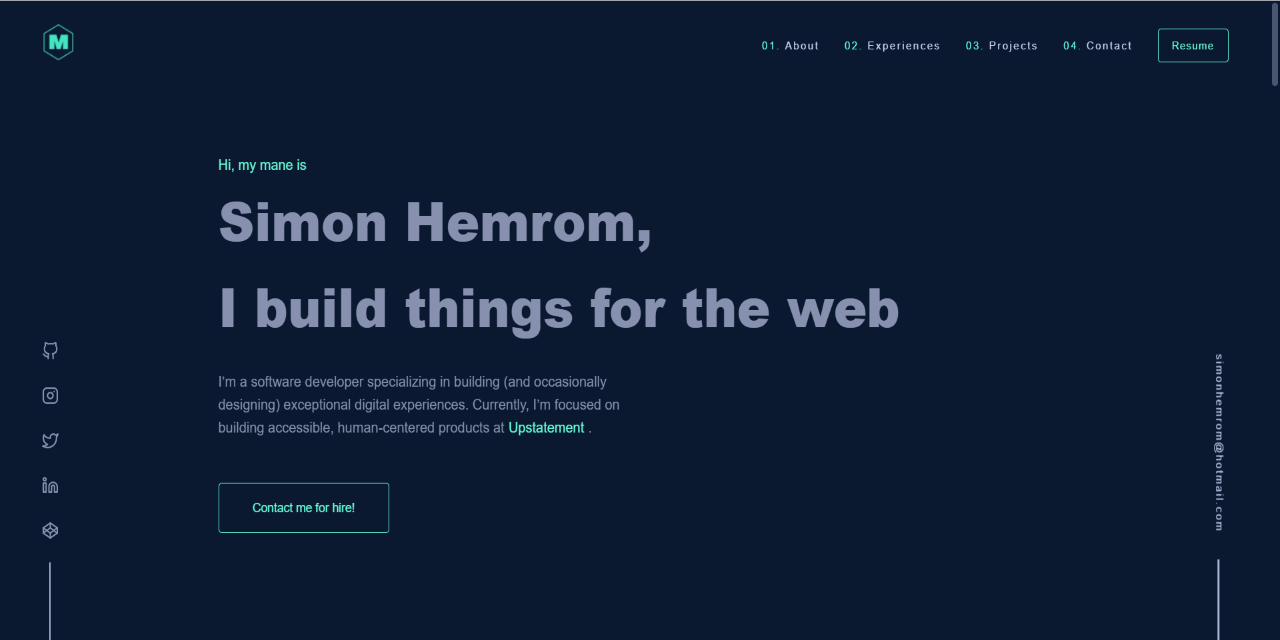 M
01. About 02. Experiences 03. Projects 04. Contact Resume
Hi, my mane is
Simon Hemrom,
I build things for the web
I'm a software developer specializing in building (and occasionally
designing) exceptional digital experiences. Currently, I'm focused on
building accessible, human-centered products at Upstatement .
Contact me for hire!
simonhemrom@hotmail.com